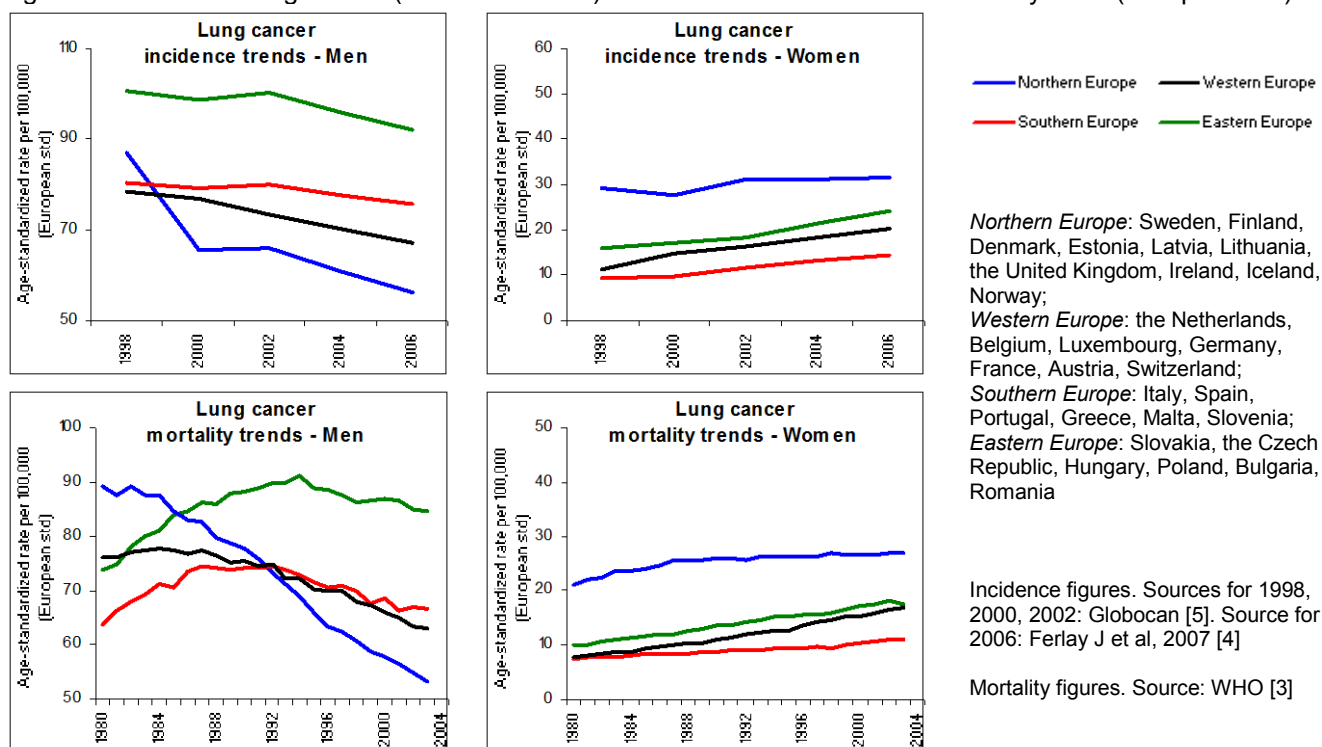 Lung cancer
incidence trends - Men
Age-standardized rate per 100,000
[European std]
110
90
70
50
1998
2000
2002
2004
2006
Lung cancer
incidence trends - Women
Age-standardized rate per 100,000
[European std]
60
50
40
30
20
10
0
1998
2000
2002
2004
2006
Northern Europe
Western Europe
Southern Europe
Eastern Europe
Northern Europe: Sweden, Finland,
Denmark, Estonia, Latvia, Lithuania,
the United Kingdom, Ireland, Iceland,
Norway;
Western Europe: the Netherlands,
Belgium, Luxembourg, Germany,
France, Austria, Switzerland;
Southern Europe: Italy, Spain,
Portugal, Greece, Malta, Slovenia;
Eastern Europe: Slovakia, the Czech
Republic, Hungary, Poland, Bulgaria,
Romania
Lung cancer
mortality trends - Men
Age-standardized rate per 100,000
[European std]
100
90
80
70
60
50
1980
1984
1988
1992
1996
2000
2004
Lung cancer
mortality trends - Women
Age-standardized rate per 100,000
[European std]
50
40
30
20
10
0
1980
1984
1988
1992
1996
2000
2004
Incidence figures. Sources for 1998,
2000, 2002: Globocan [5]. Source for
2006: Ferlay J et al, 2007 [4]
Mortality figures. Source: WHO [3]